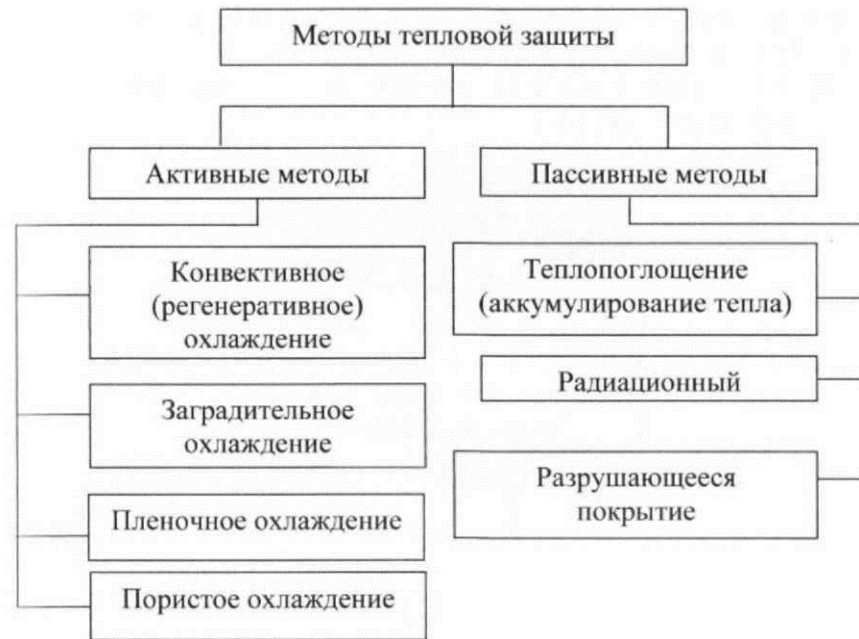 Методы тепловой защиты
Активные методы
Пассивные методы
Конвективное
(регенеративное)
охлаждение
Заградительное
охлаждение
Пленочное охлаждение
Пористое охлаждение
Теплопоглощение
(аккумулирование тепла)
Радиационный
Разрушающееся
покрытие